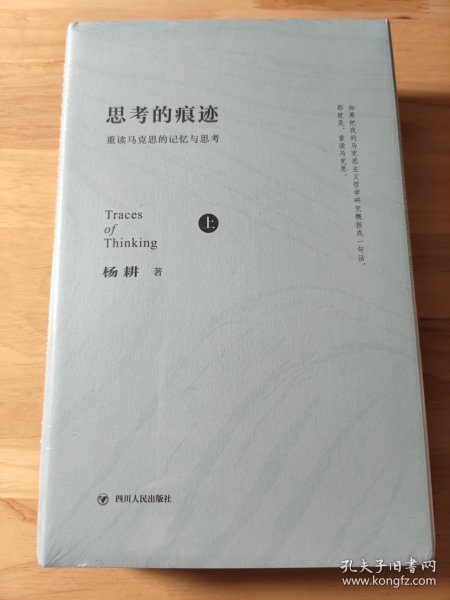 思考的痕迹
重读马克思的记忆与思考
如果把我的马克思主义哲学研究概括成一句话，
那就是，重读马克思。
Traces
of
Thinking
上
杨耕 著
四川人民出版社
孔夫子旧书网
www.kongfz.com